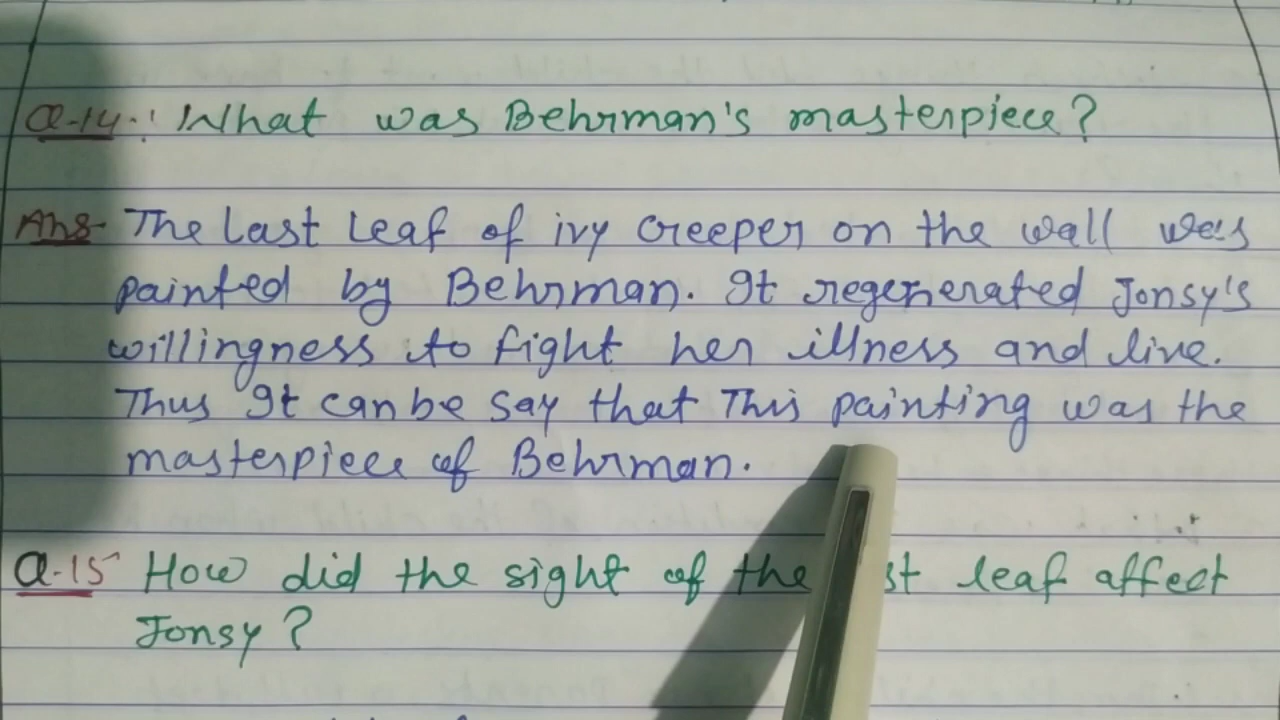 Q.14.: What was Behrman's masterpiece?
Ans- The last leaf of ivy creeper on the wall was
painted by Behrman. It regenerated Jonsy's
willingness to fight her illness and live.
Thus It can be say that This painting was the
masterpiece of Behrman.
Q.15 How did the sight of the st leaf affect
Jonsy?